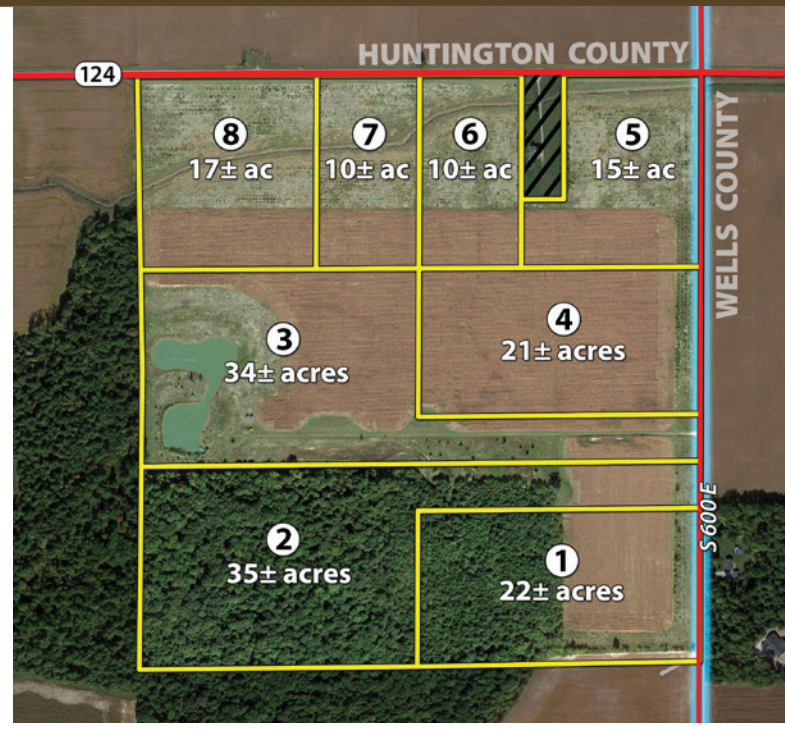 HUNTINGTON COUNTY
124
8
17± ac
7
10± ac
6
10± ac
5
15± ac
WELLS COUNTY
3
34± acres
4
21± acres
S 600 E
2
35± acres
1
22± acres